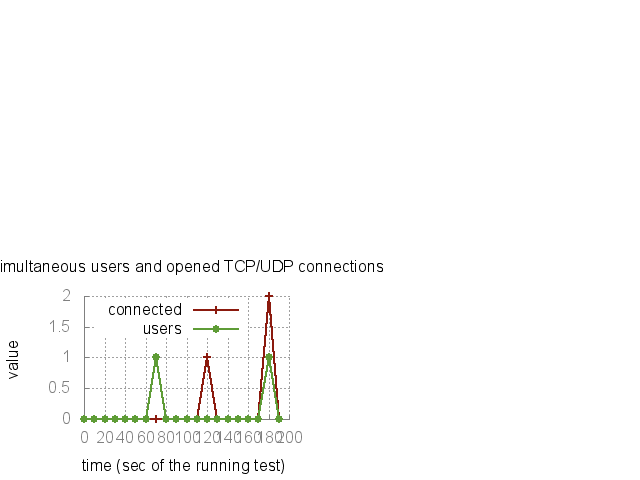 imultaneous users and opened TCP/UDP connections
2
connected
1.5
users
1
0.5
0
0 20 40 60 80 100 120 140 160 180 200
value
time (sec of the running test)